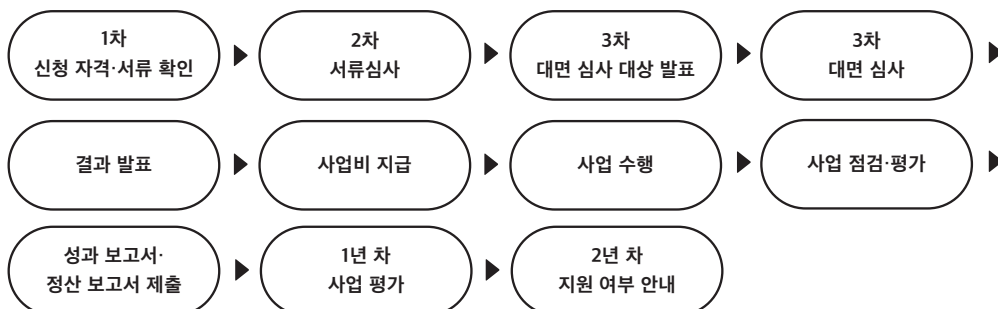 1차
신청 자격·서류 확인
2차
서류심사
3차
대면 심사 대상 발표
3차
대면 심사
결과 발표
사업비 지급
사업 수행
사업 점검·평가
성과 보고서·
정산 보고서 제출
1년 차
사업 평가
2년 차
지원 여부 안내